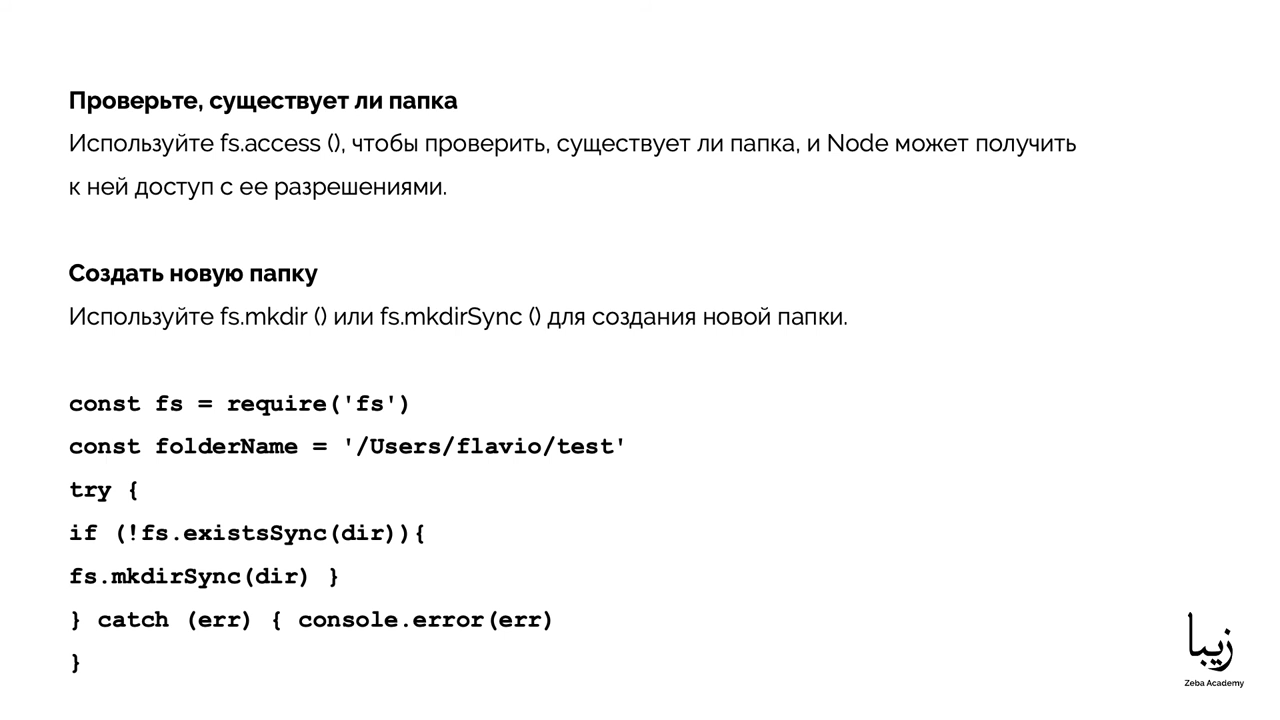 Проверьте, существует ли папка
Используйте fs.access (), чтобы проверить, существует ли папка, и Node может получить
к ней доступ с ее разрешениями.
Создать новую папку
Используйте fs.mkdir () или fs.mkdirSync () для создания новой папки.
const fs = require('fs')
const folderName = '/Users/flavio/test'
try {
if (!fs.existsSync(dir)){
fs.mkdirSync(dir) }
} catch (err) { console.error(err)
}
زیبا
Zeba Academy